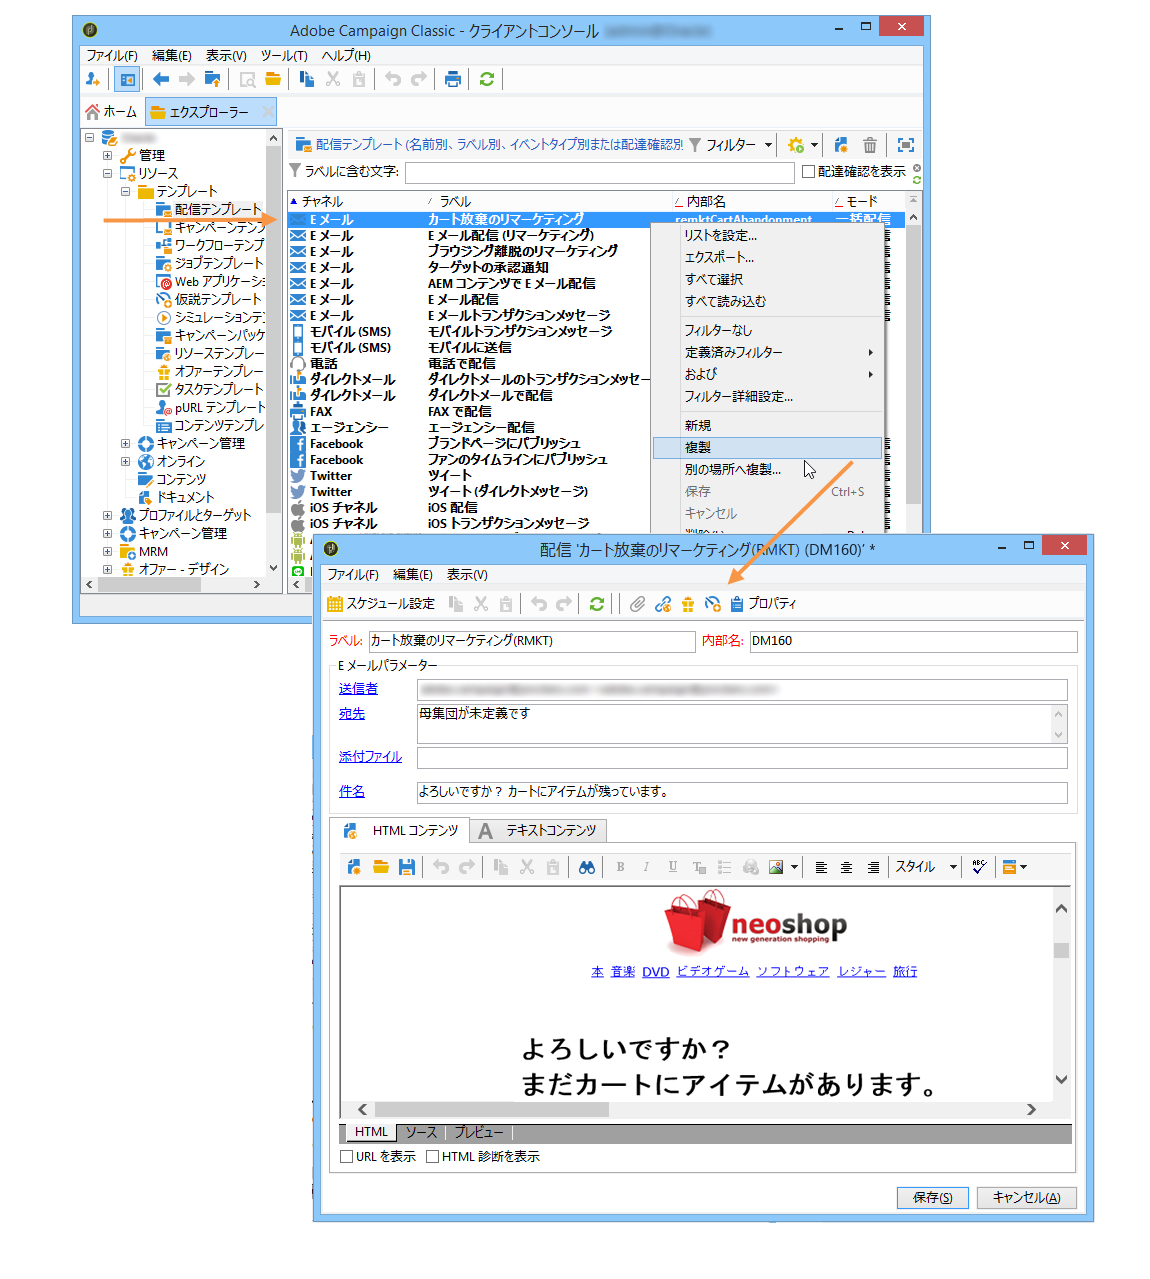 Adobe Campaign Classic - クライアントコンソール
ファイル(F) 編集(E) 表示(V) ツール(T) ヘルプ(H)
ホーム エクスプローラー
管理
リソース
テンプレート
配信テンプレート
キャンペーンテンプ
ワークフローテンプ
ジョブテンプレート
Web アプリケーショ
仮説テンプレート
シミュレーションテン
キャンペーンパッケ
リソーステンプレー
オファーテンプレー
タスクテンプレート
pURL テンプレート
コンテンツテンプレ
キャンペーン管理
オンライン
コンテンツ
ドキュメント
プロファイルとターゲット
キャンペーン管理
MRM
オファー - デザイン
配信テンプレート (名前別、ラベル別、イベントタイプ別または配達確認別 フィルター
ラベルに含む文字: 配達確認を表示
チャネル ラベル 内部名 モード
E メール カート放棄のリマーケティング remktCartAbandonment 一括配信
E メール E メール配信 (リマーケティング)
E メール ブラウジング離脱のリマーケティング
E メール ターゲットの承認通知
E メール AEM コンテンツで E メール配信
E メール E メール配信
E メール E メールトランザクションメッセージ
モバイル (SMS) モバイルトランザクションメッセージ
モバイル (SMS) モバイルに送信
電話 電話で配信
ダイレクトメール ダイレクトメールのトランザクションメッセー
ダイレクトメール ダイレクトメールで配信
FAX FAX で配信
エージェンシー エージェンシー配信
Facebook ブランドページにパブリッシュ
Facebook ファンのタイムラインにパブリッシュ
Twitter ツイート
Twitter ツイート (ダイレクトメッセージ)
iOS チャネル iOS 配信
iOS チャネル iOS トランザクションメッセージ
リストを設定...
エクスポート...
すべて選択
すべて読み込む
フィルターなし
定義済みフィルター
および
フィルター詳細設定...
新規
複製
別の場所へ複製...
保存 Ctrl+S
キャンセル
配信 'カート放棄のリマーケティング(RMKT) (DM160)' *
ファイル(F) 編集(E) 表示(V)
スケジュール設定 プロパティ
ラベル: カート放棄のリマーケティング(RMKT) 内部名: DM160
E メールパラメーター
送信者
宛先 母集団が未定義です
添付ファイル
件名 よろしいですか？ カートにアイテムが残っています。
HTML コンテンツ A テキストコンテンツ
B I U スタイル ABC
neoshop
new generation shopping
本 音楽 DVD ビデオゲーム ソフトウェア レジャー 旅行
よろしいですか？
まだカートにアイテムがあります。
HTML ソース プレビュー
URL を表示 HTML 診断を表示
保存(S) キャンセル(A)